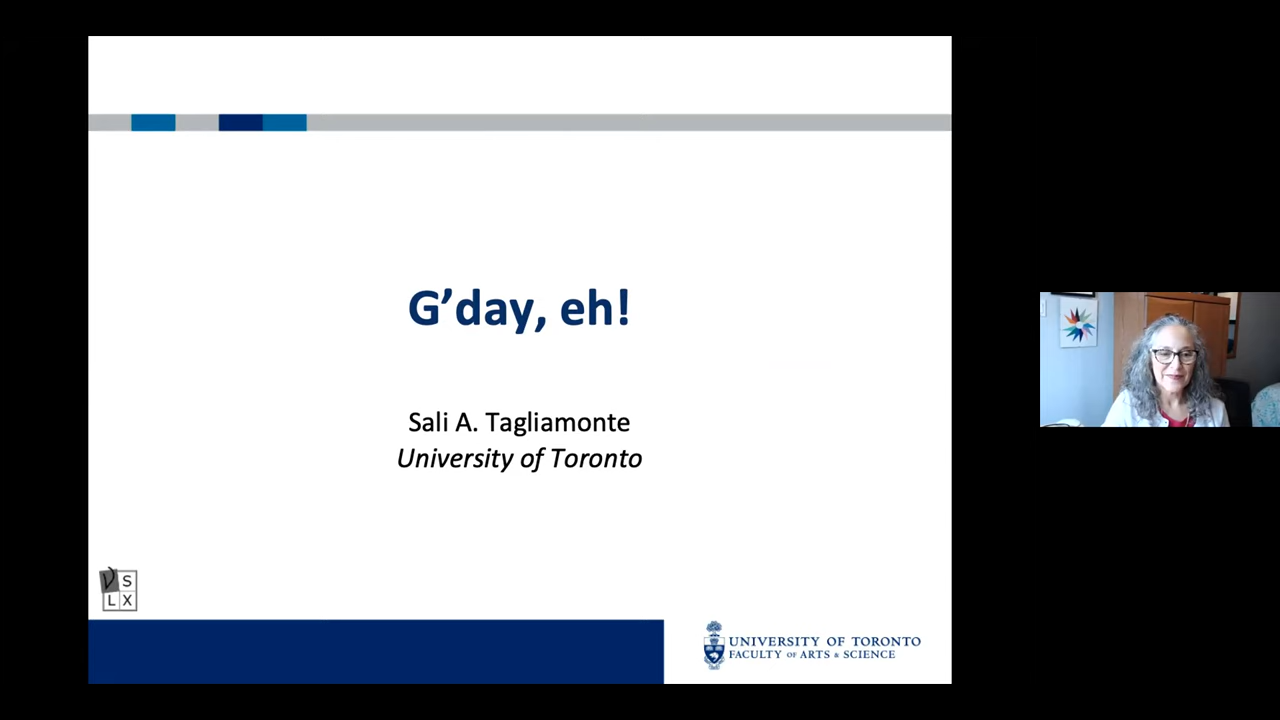 G’day, eh!
Sali A. Tagliamonte
University of Toronto
V S
L X
UNIVERSITY OF TORONTO
FACULTY OF ARTS & SCIENCE